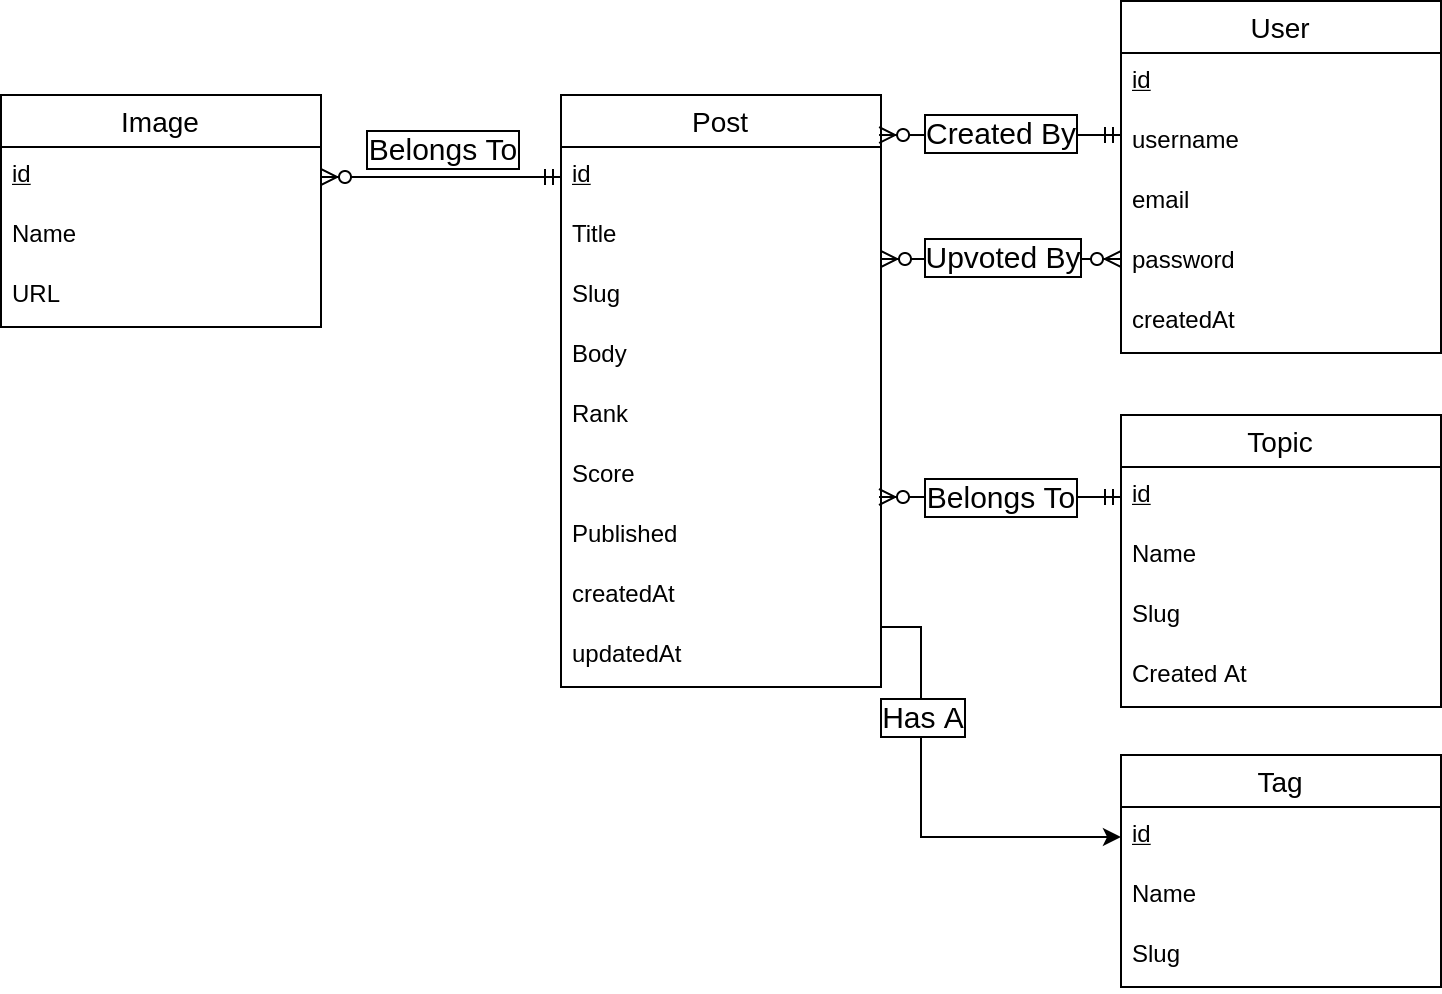 Image
id
Name
URL
Belongs To
Post
id
Title
Slug
Body
Rank
Score
Published
createdAt
updatedAt
Created By
Upvoted By
Belongs To
Has A
User
id
username
email
password
createdAt
Topic
id
Name
Slug
Created At
Tag
id
Name
Slug